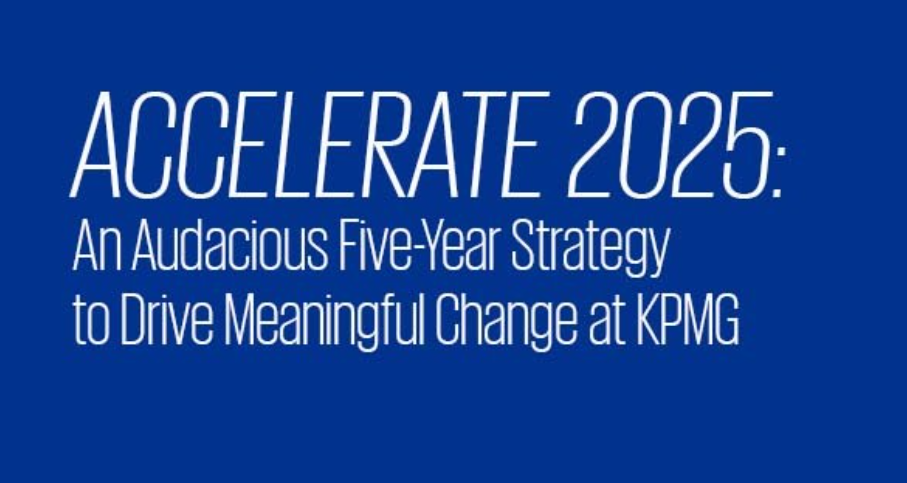 ACCELERATE 2025:
An Audacious Five-Year Strategy
to Drive Meaningful Change at KPMG